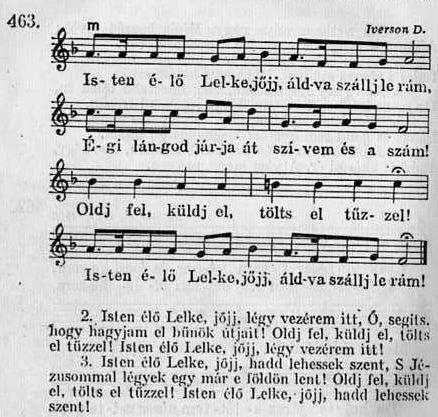 463.
m
Iverson D.
Is- ten é- lő Lel-ke,jőjj, áld-va szállj le rám,
É- gi lán-god jár-ja át szí-vem és a szám!
Oldj fel, küldj el, tölts el tűz- zel!
Is-ten é- lő Lel-ke,jőjj, áld-va szállj le rám!
2. Isten élő Lelke, jőjj, légy vezérem itt, Ó, segíts.
hogy hagyjam el bűnök útjait! Oldj fel, küldj el, tölts
el tűzzel! Isten élő Lelke, jőjj, légy vezérem itt!
3. Isten élő Lelke, jőjj, hadd lehessek szent, S Jé-
zusommal légyek egy már e földön lent! Oldj fel, küldj
el, tölts el tűzzel! Isten élő Lelke, jőjj, hadd lehessek
szent!